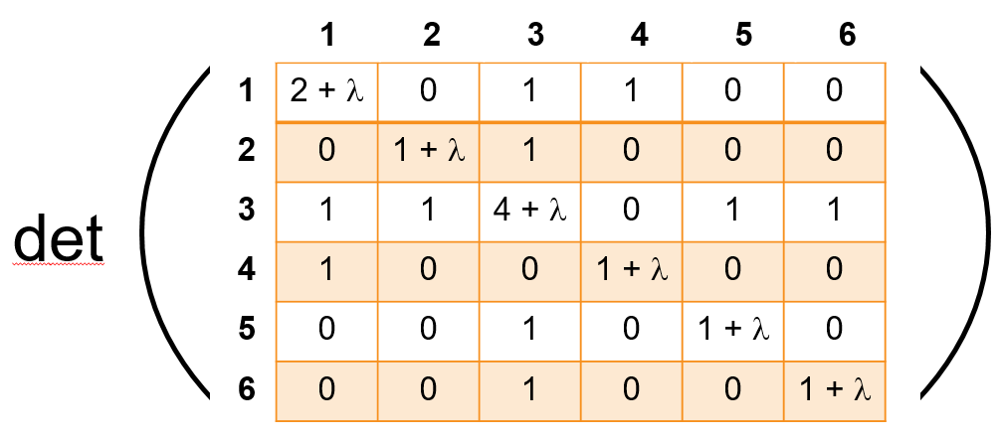 1 2 3 4 5 6
1 2 + λ 0 1 1 0 0
2 0 1 + λ 1 0 0 0
3 1 1 4 + λ 0 1 1
det
4 1 0 0 1 + λ 0 0
5 0 0 1 0 1 + λ 0
6 0 0 1 0 0 1 + λ